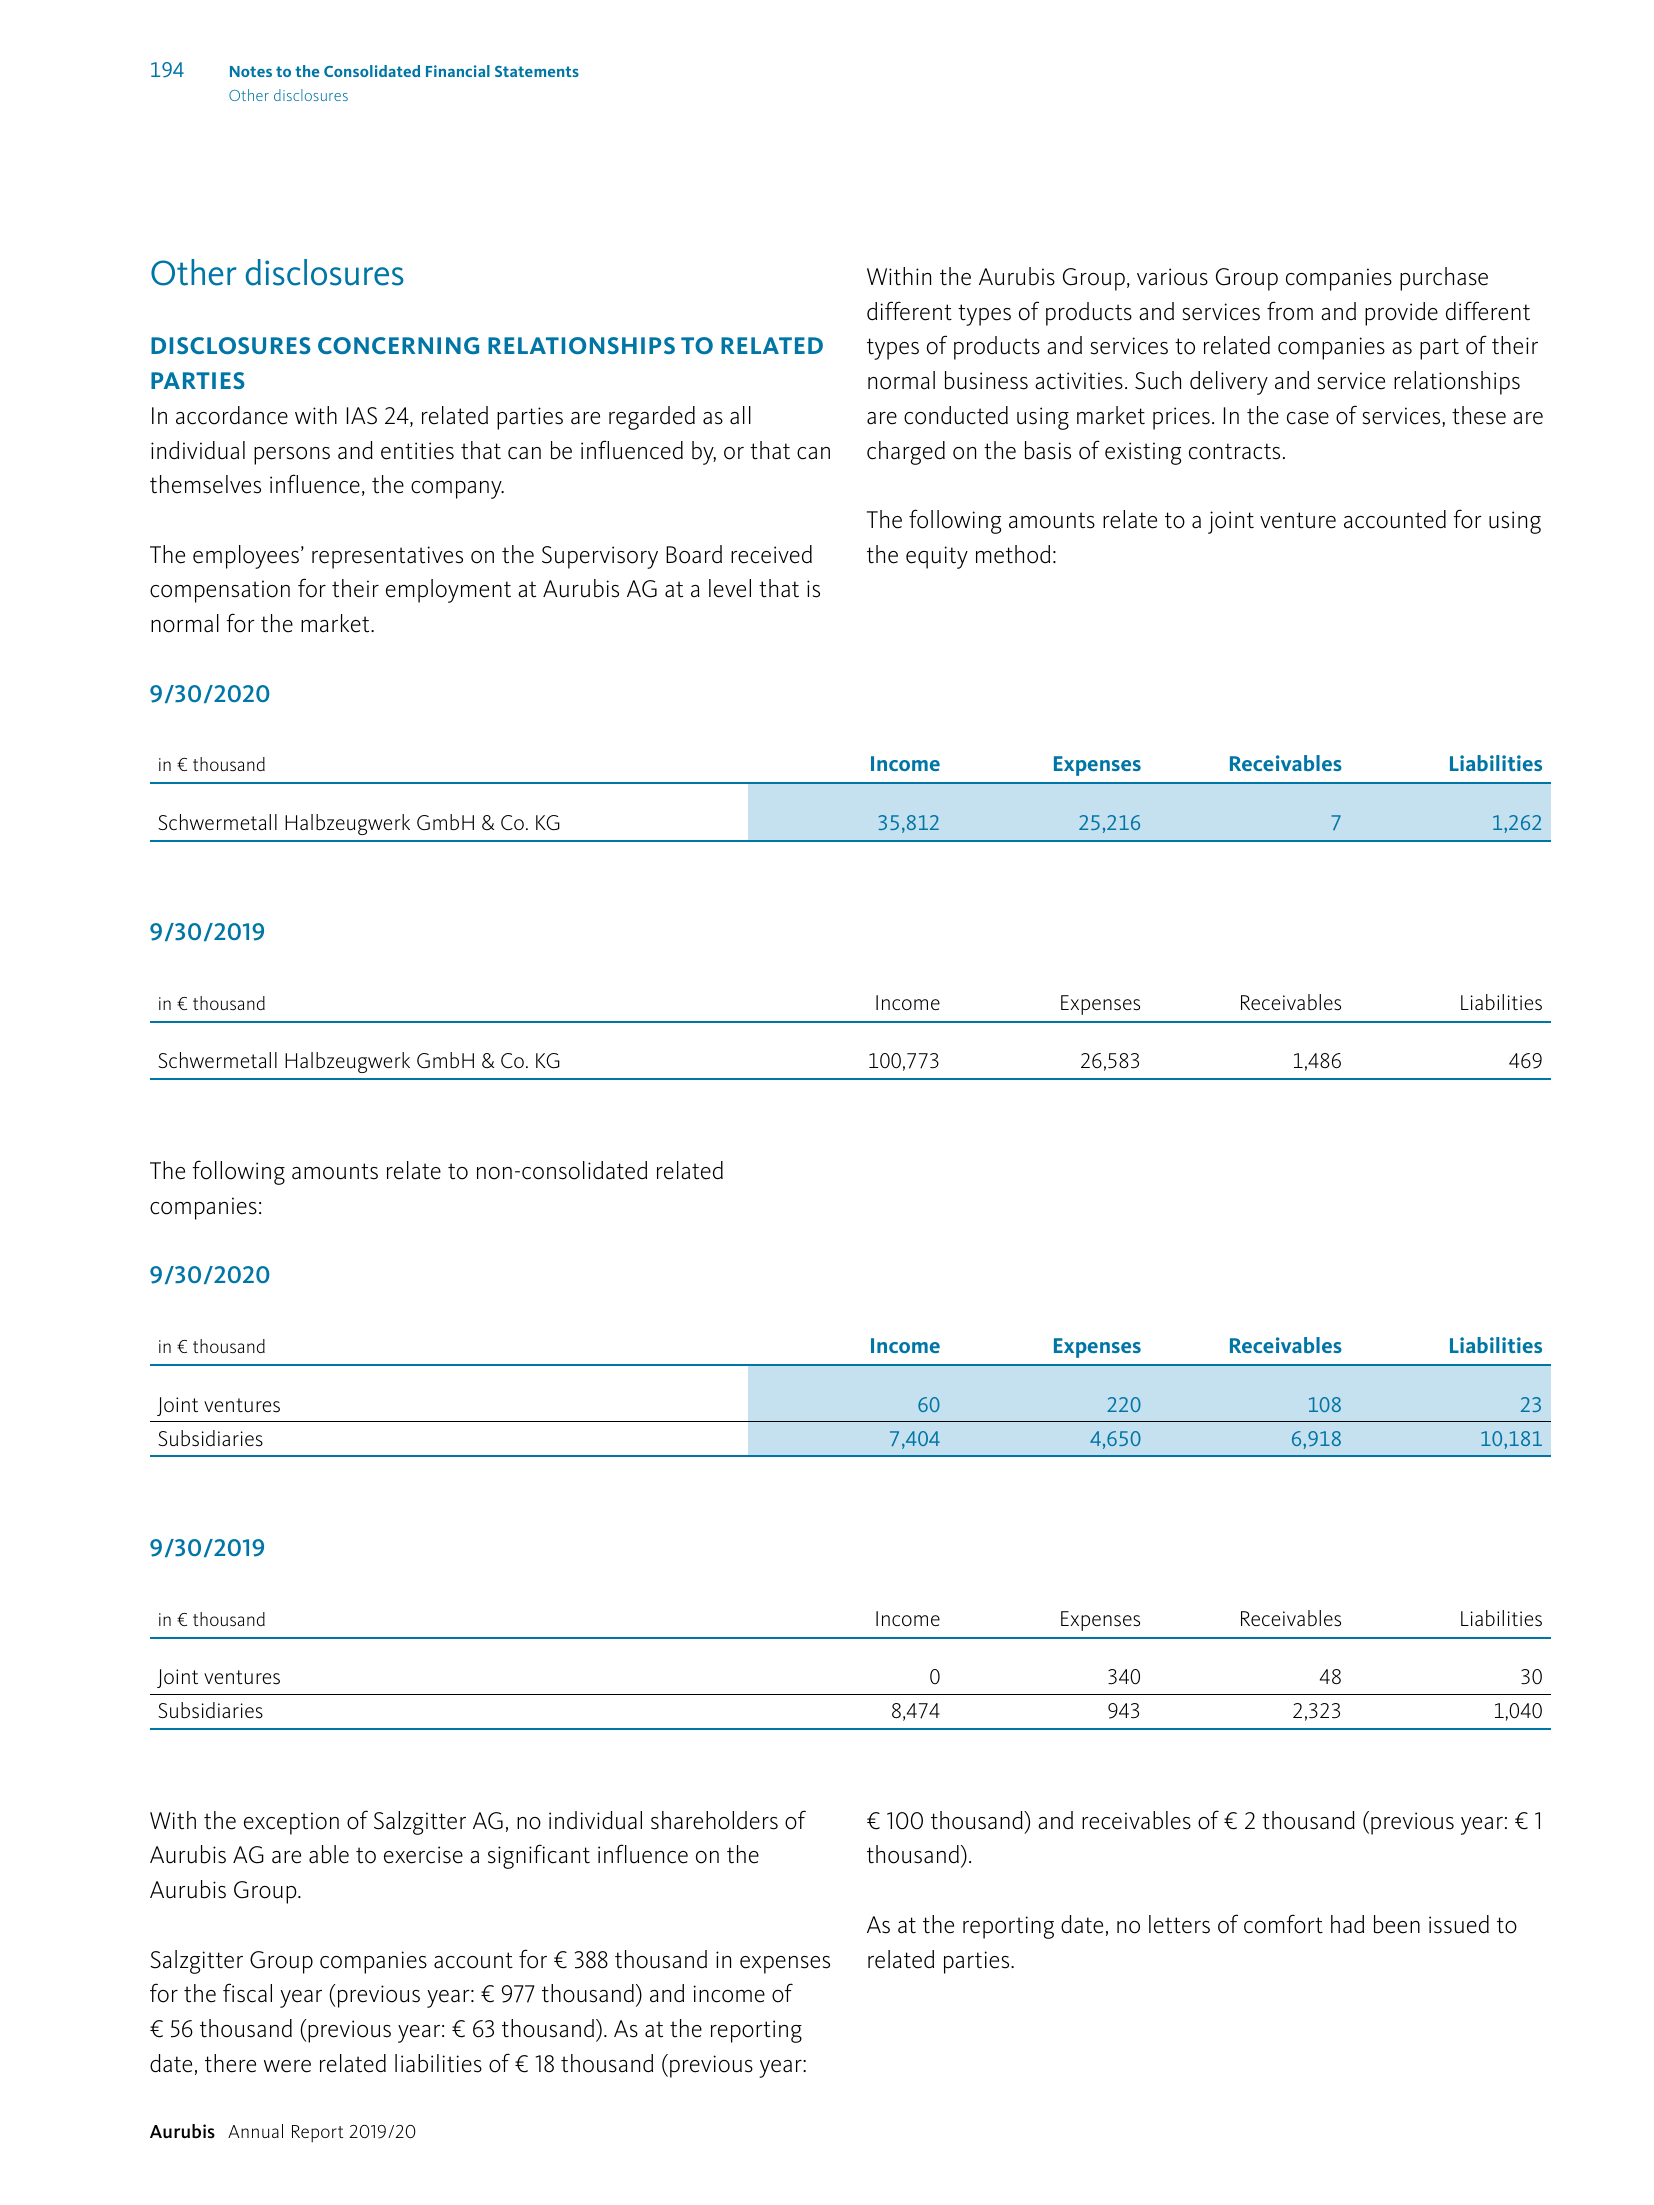 194 Notes to the Consolidated Financial Statements
Other disclosures
Other disclosures
DISCLOSURES CONCERNING RELATIONSHIPS TO RELATED
PARTIES
In accordance with IAS 24, related parties are regarded as all
individual persons and entities that can be influenced by, or that can
themselves influence, the company.
The employees’ representatives on the Supervisory Board received
compensation for their employment at Aurubis AG at a level that is
normal for the market.
Within the Aurubis Group, various Group companies purchase
different types of products and services from and provide different
types of products and services to related companies as part of their
normal business activities. Such delivery and service relationships
are conducted using market prices. In the case of services, these are
charged on the basis of existing contracts.
The following amounts relate to a joint venture accounted for using
the equity method:
9/30/2020
in € thousand Income Expenses Receivables Liabilities
Schwermetall Halbzeugwerk GmbH & Co. KG 35,812 25,216 7 1,262
9/30/2019
in € thousand Income Expenses Receivables Liabilities
Schwermetall Halbzeugwerk GmbH & Co. KG 100,773 26,583 1,486 469
The following amounts relate to non-consolidated related
companies:
9/30/2020
in € thousand Income Expenses Receivables Liabilities
Joint ventures 60 220 108 23
Subsidiaries 7,404 4,650 6,918 10,181
9/30/2019
in € thousand Income Expenses Receivables Liabilities
Joint ventures 0 340 48 30
Subsidiaries 8,474 943 2,323 1,040
With the exception of Salzgitter AG, no individual shareholders of
Aurubis AG are able to exercise a significant influence on the
Aurubis Group.
Salzgitter Group companies account for € 388 thousand in expenses
for the fiscal year (previous year: € 977 thousand) and income of
€ 56 thousand (previous year: € 63 thousand). As at the reporting
date, there were related liabilities of € 18 thousand (previous year:
€ 100 thousand) and receivables of € 2 thousand (previous year: € 1
thousand).
As at the reporting date, no letters of comfort had been issued to
related parties.
Aurubis Annual Report 2019/20